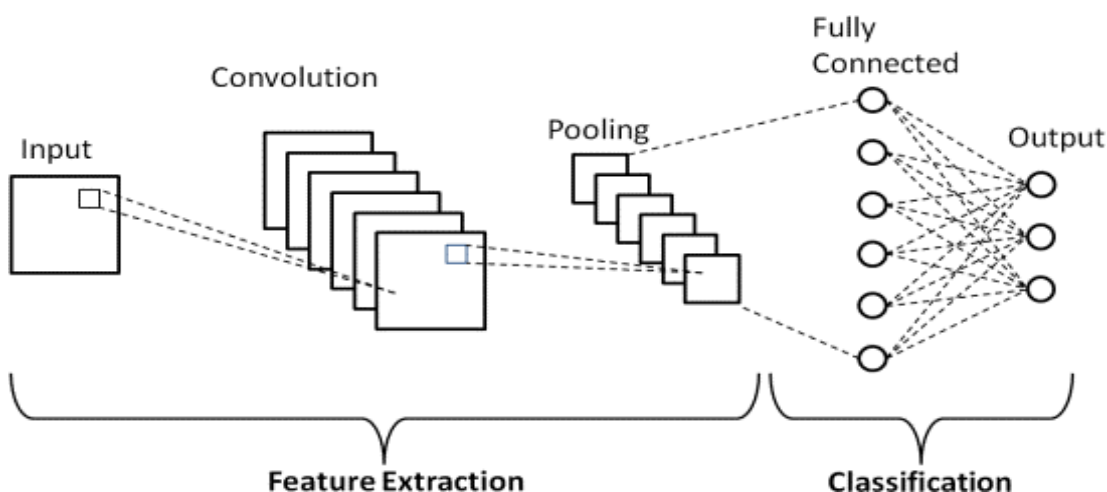 Input
Convolution
Pooling
Fully
Connected
Output
Feature Extraction
Classification